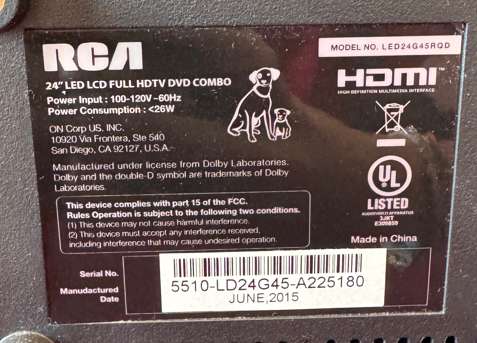 RCA
MODEL NO. LED24G45RQD
24" LED LCD FULL HDTV DVD COMBO
Power Input : 100-120V~60Hz
Power Consumption : <26W
HDMI
HIGH-DEFINITION MULTIMEDIA INTERFACE
ON Corp US, INC.
10920 Via Frontera, Ste 540
San Diego, CA 92127, U.S.A
Manufactured under license from Dolby Laboratories.
Dolby and the double-D symbol are trademarks of Dolby
Laboratories.
UL
LISTED
AUDIO/VIDEO APPARATUS
3JKT
This device complies with part 15 of the FCC.
Rules Operation is subject to the following two conditions.
(1) This device may not cause harmful interference.
(2) This device must accept any interference received,
including interference that may cause undesired operation.
Made in China
Serial No.
5510-LD24G45-A225180
Manufactured
Date
JUNE,2015